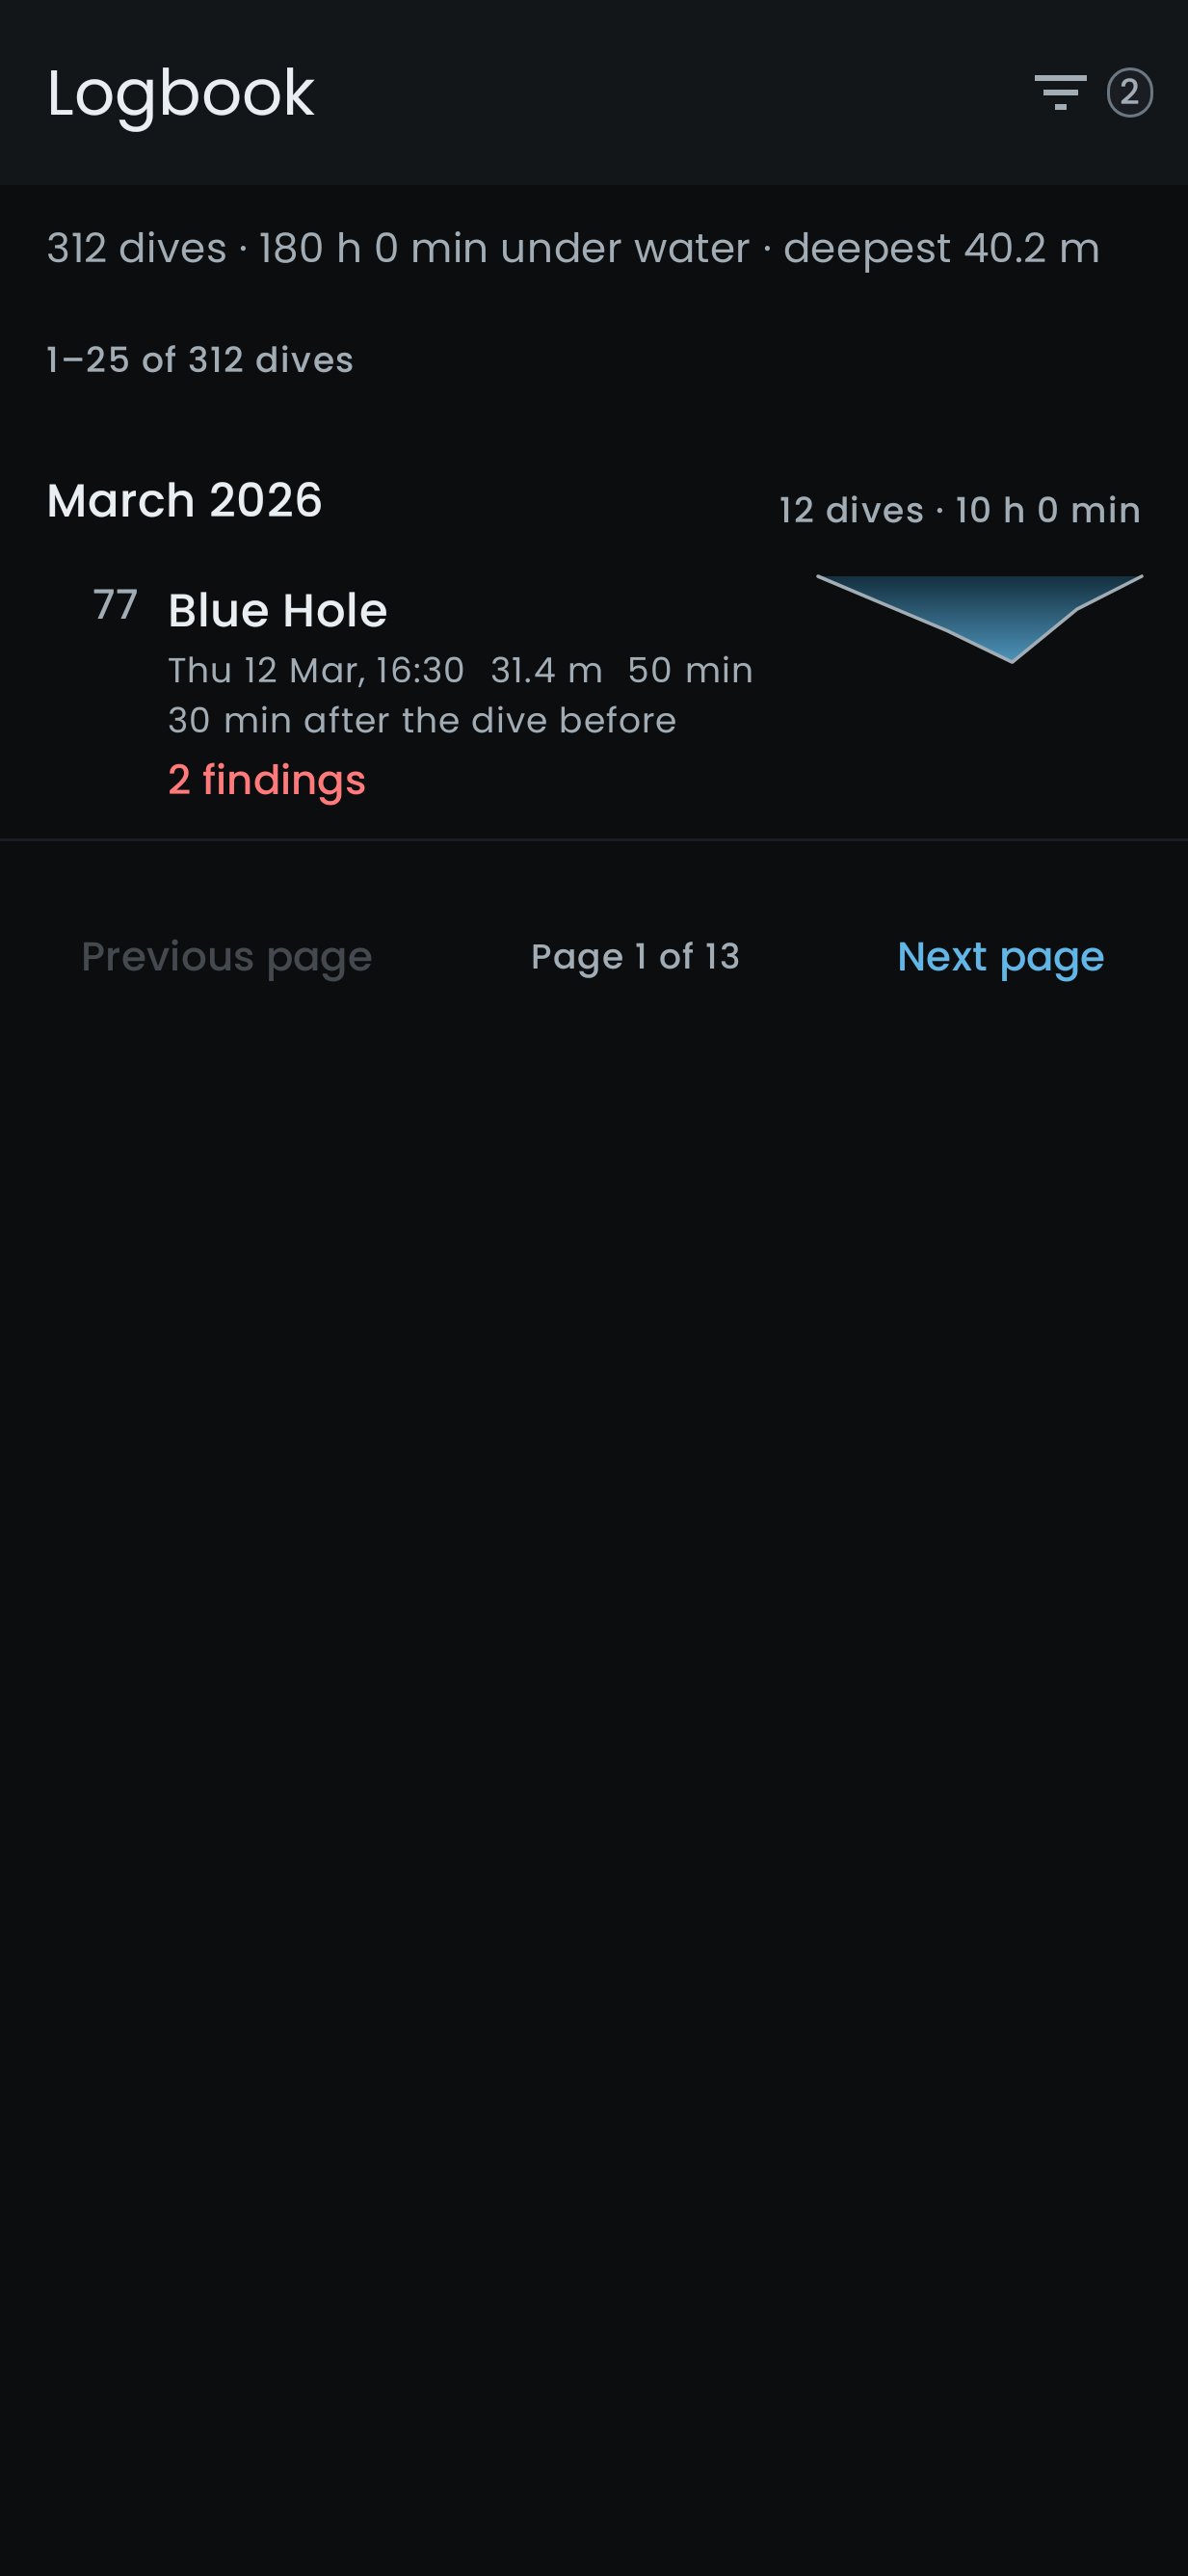 Logbook
2
312 dives · 180 h 0 min under water · deepest 40.2 m
1–25 of 312 dives
March 2026
12 dives · 10 h 0 min
77
Blue Hole
Thu 12 Mar, 16:30 31.4 m 50 min
30 min after the dive before
2 findings
Previous page
Page 1 of 13
Next page